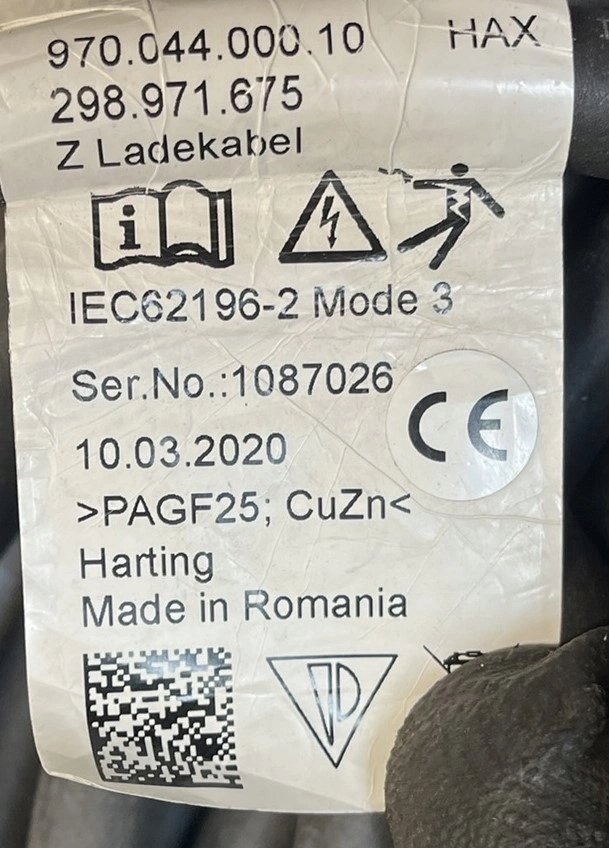 970.044.000.10 HAX
298.971.675
Z Ladekabel
IEC62196-2 Mode 3
Ser.No.:1087026
CE
10.03.2020
>PAGF25; CuZn<
Harting
Made in Romania